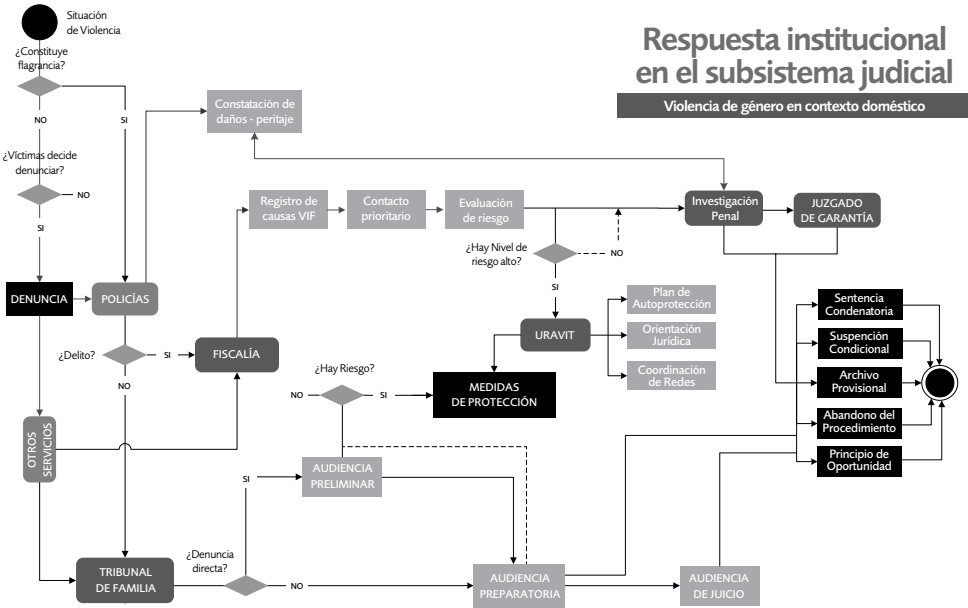 Respuesta institucional
en el subsistema judicial
Violencia de género en contexto doméstico
Situación
de Violencia
¿Constituye
flagrancia?
NO
SI
¿Víctimas decide
denunciar?
NO
SI
Constatación de
daños - peritaje
Registro de
causas VIF
Contacto
prioritario
Evaluación
de riesgo
Investigación
Penal
JUZGADO
DE GARANTÍA
¿Hay Nivel de
riesgo alto?
NO
SI
DENUNCIA
POLICÍAS
Plan de
Autoprotección
URAVIT
Orientación
Jurídica
Coordinación
de Redes
Sentencia
Condenatoria
Suspención
Condicional
Archivo
Provisional
Abandono del
Procedimiento
Principio de
Oportunidad
¿Delito?
SI
NO
FISCALÍA
¿Hay Riesgo?
NO
SI
MEDIDAS
DE PROTECCIÓN
OTROS
SERVICIOS
SI
AUDIENCIA
PRELIMINAR
TRIBUNAL
DE FAMILIA
¿Denuncia
directa?
NO
AUDIENCIA
PREPARATORIA
AUDIENCIA
DE JUICIO